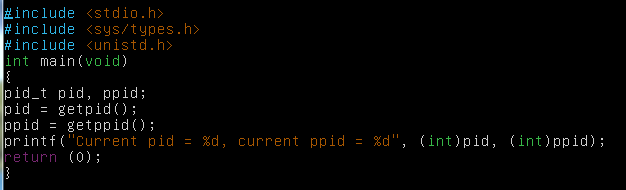 #include <stdio.h>
#include <sys/types.h>
#include <unistd.h>
int main(void)
{
pid_t pid, ppid;
pid = getpid();
ppid = getppid();
printf("Current pid = %d, current ppid = %d", (int)pid, (int)ppid);
return (0);
}